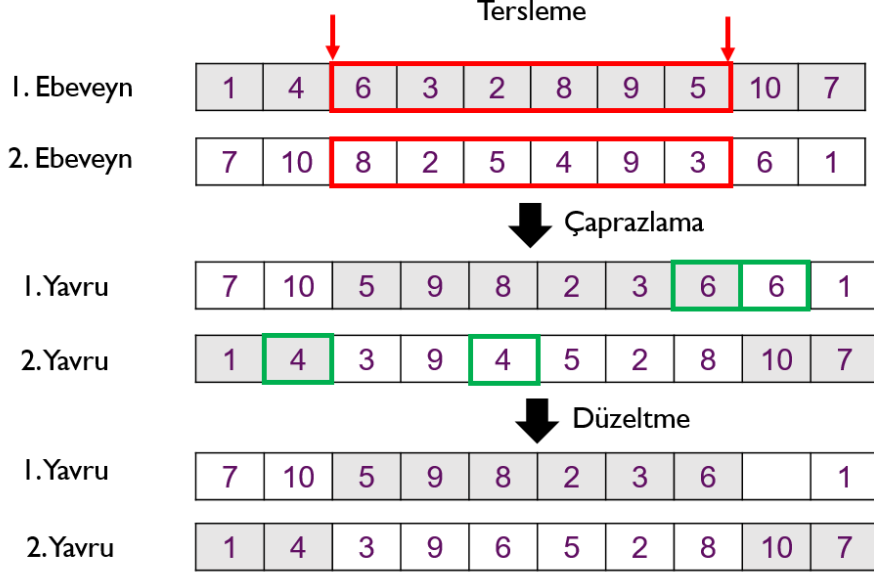 Tersleme
1. Ebeveyn 1 4 6 3 2 8 9 5 10 7
2. Ebeveyn 7 10 8 2 5 4 9 3 6 1
Çaprazlama
1.Yavru 7 10 5 9 8 2 3 6 6 1
2.Yavru 1 4 3 9 4 5 2 8 10 7
Düzeltme
1.Yavru 7 10 5 9 8 2 3 6 1
2.Yavru 1 4 3 9 6 5 2 8 10 7